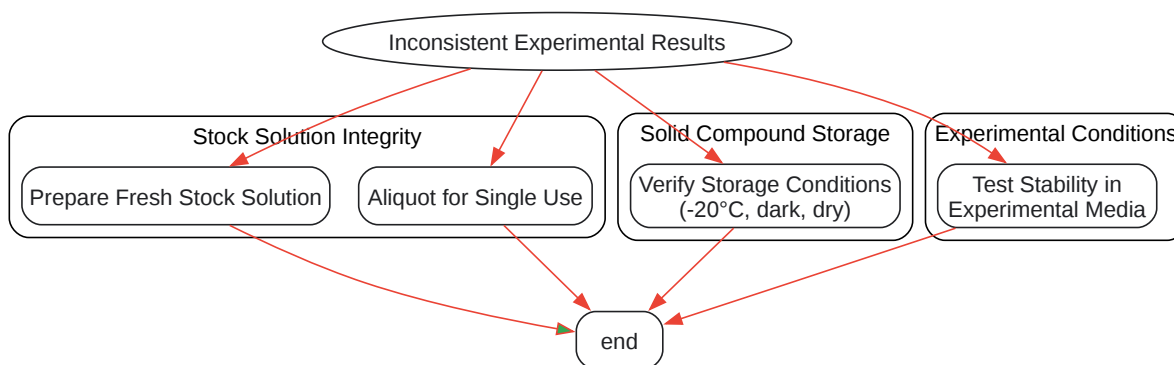 Inconsistent Experimental Results
Stock Solution Integrity
Solid Compound Storage
Experimental Conditions
Prepare Fresh Stock Solution
Aliquot for Single Use
Verify Storage Conditions
(-20°C, dark, dry)
Test Stability in
Experimental Media
end